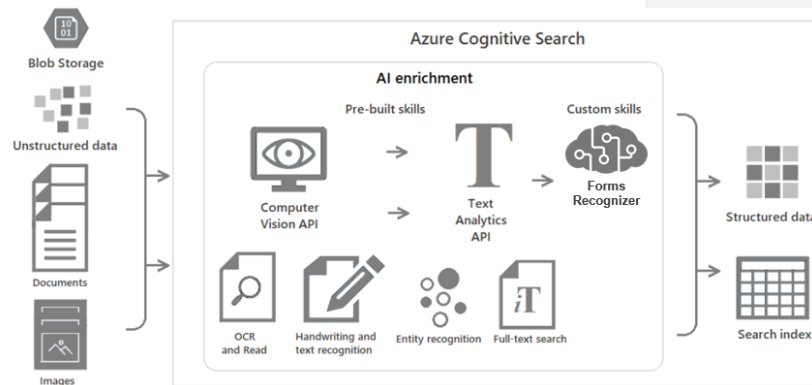 Azure Cognitive Search
10
01
Blob Storage
Unstructured data
Documents
Images
AI enrichment
Pre-built skills
Custom skills
Computer
Vision API
T
Text
Analytics
API
Forms
Recognizer
OCR
and Read
Handwriting and
text recognition
Entity recognition
iT
Full-text search
Structured data
Search index